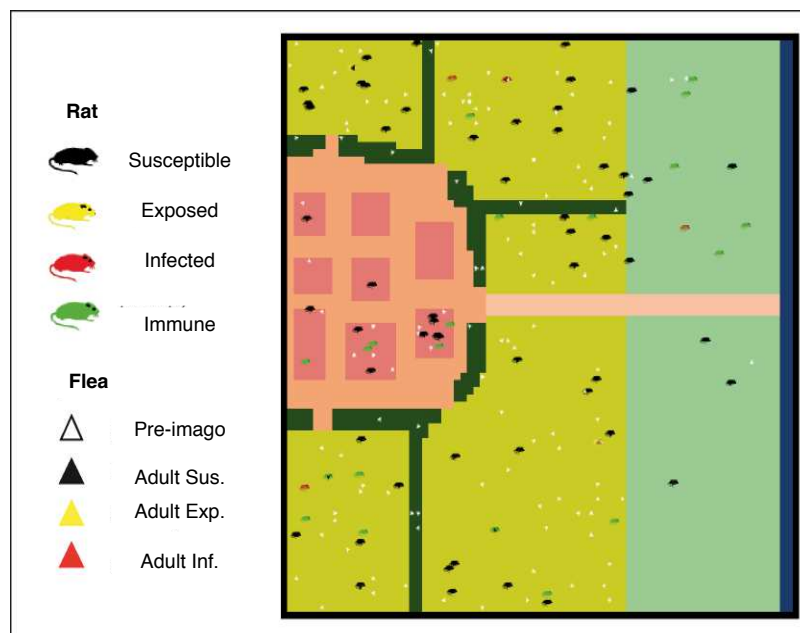 Rat
Susceptible
Exposed
Infected
Immune
Flea
Pre-imago
Adult Sus.
Adult Exp.
Adult Inf.